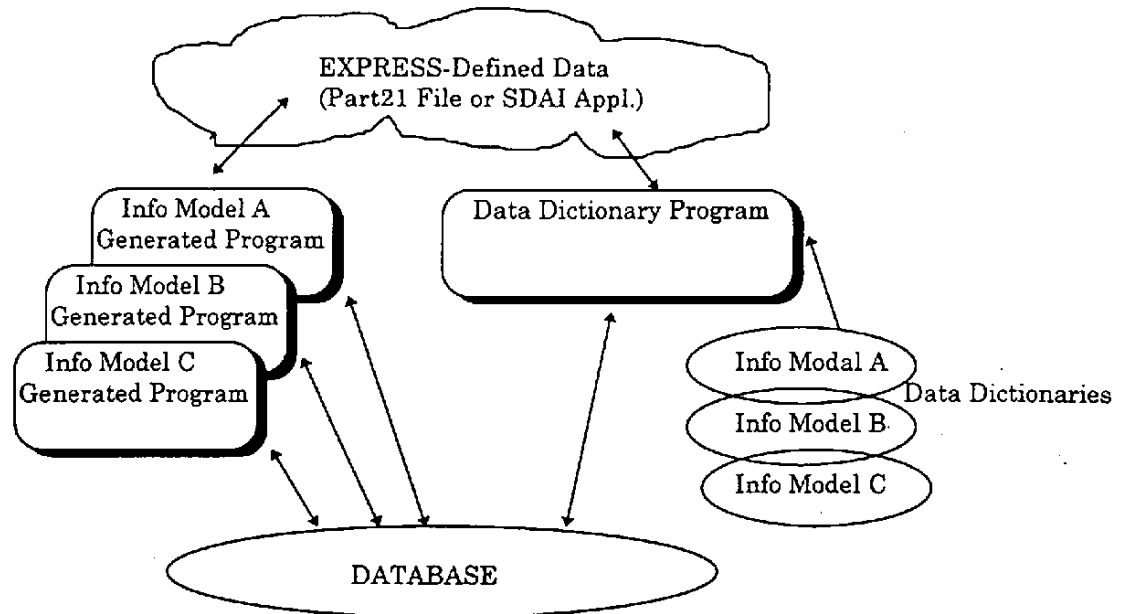 EXPRESS-Defined Data
(Part21 File or SDAI Appl.)
Info Model A
Generated Program
Info Model B
Generated Program
Info Model C
Generated Program
Data Dictionary Program
Info Modal A
Data Dictionaries
Info Model B
Info Model C
DATABASE